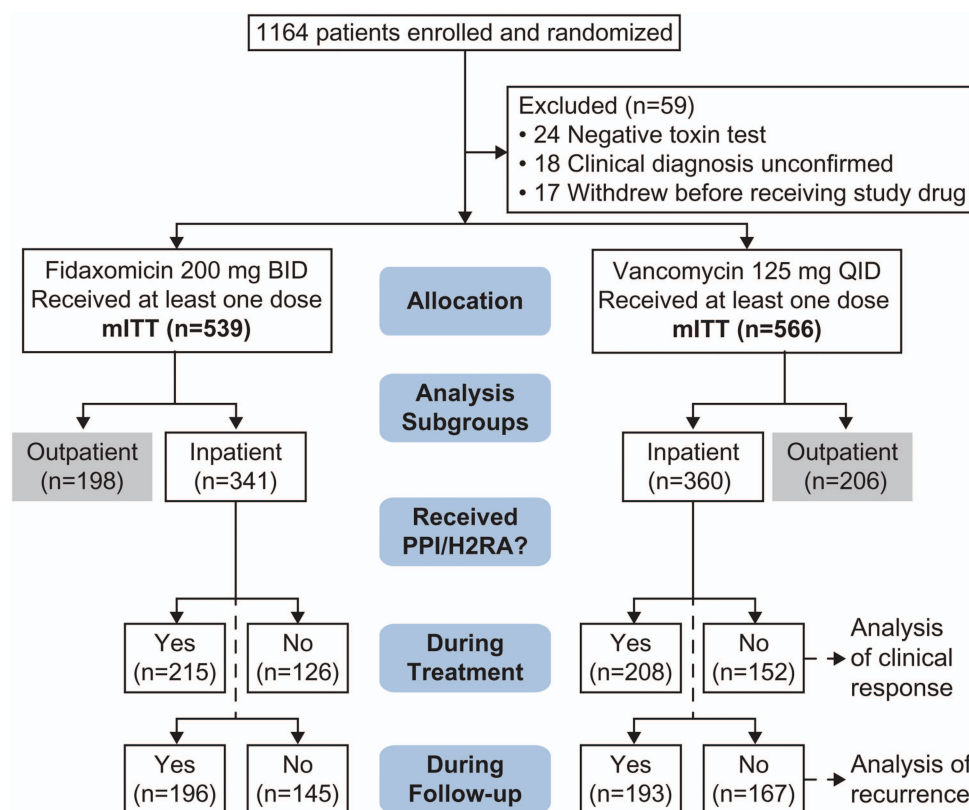 1164 patients enrolled and randomized
Excluded (n=59)
• 24 Negative toxin test
• 18 Clinical diagnosis unconfirmed
• 17 Withdrew before receiving study drug
Fidaxomicin 200 mg BID
Received at least one dose
mITT (n=539)
Allocation
Vancomycin 125 mg QID
Received at least one dose
mITT (n=566)
Analysis
Subgroups
Outpatient
(n=198)
Inpatient
(n=341)
Inpatient
(n=360)
Outpatient
(n=206)
Received
PPI/H2RA?
Yes
(n=215)
No
(n=126)
During
Treatment
Yes
(n=208)
No
(n=152)
Analysis
of clinical
response
Yes
(n=196)
No
(n=145)
During
Follow-up
Yes
(n=193)
No
(n=167)
Analysis of
recurrence